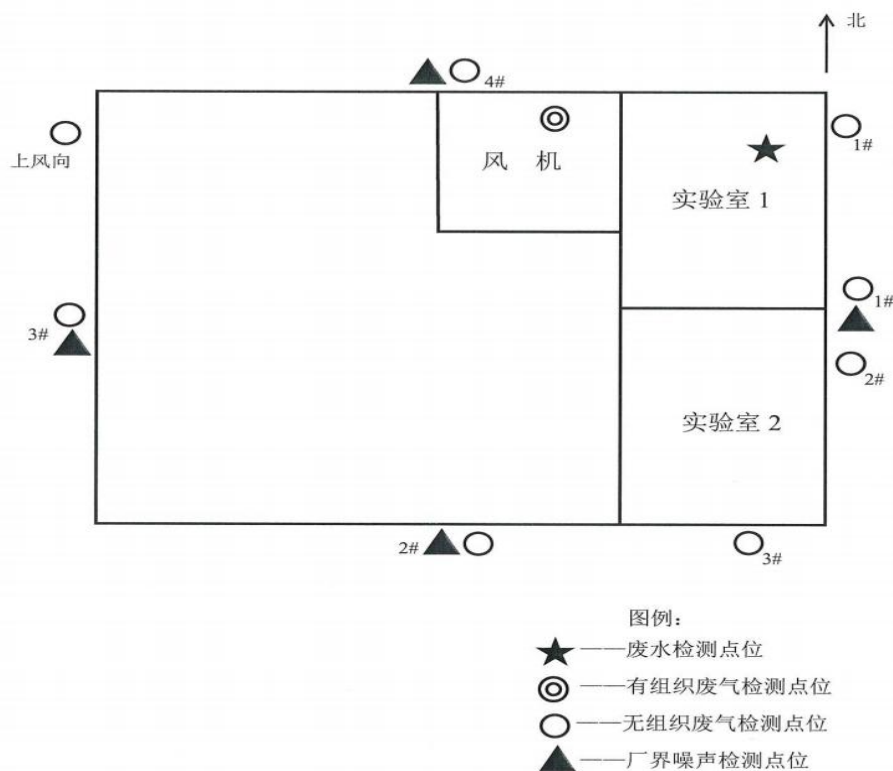 北
4#
上风向
1#
风 机
实验室 1
1#
3#
2#
实验室 2
2#
3#
图例：
——废水检测点位
——有组织废气检测点位
——无组织废气检测点位
——厂界噪声检测点位